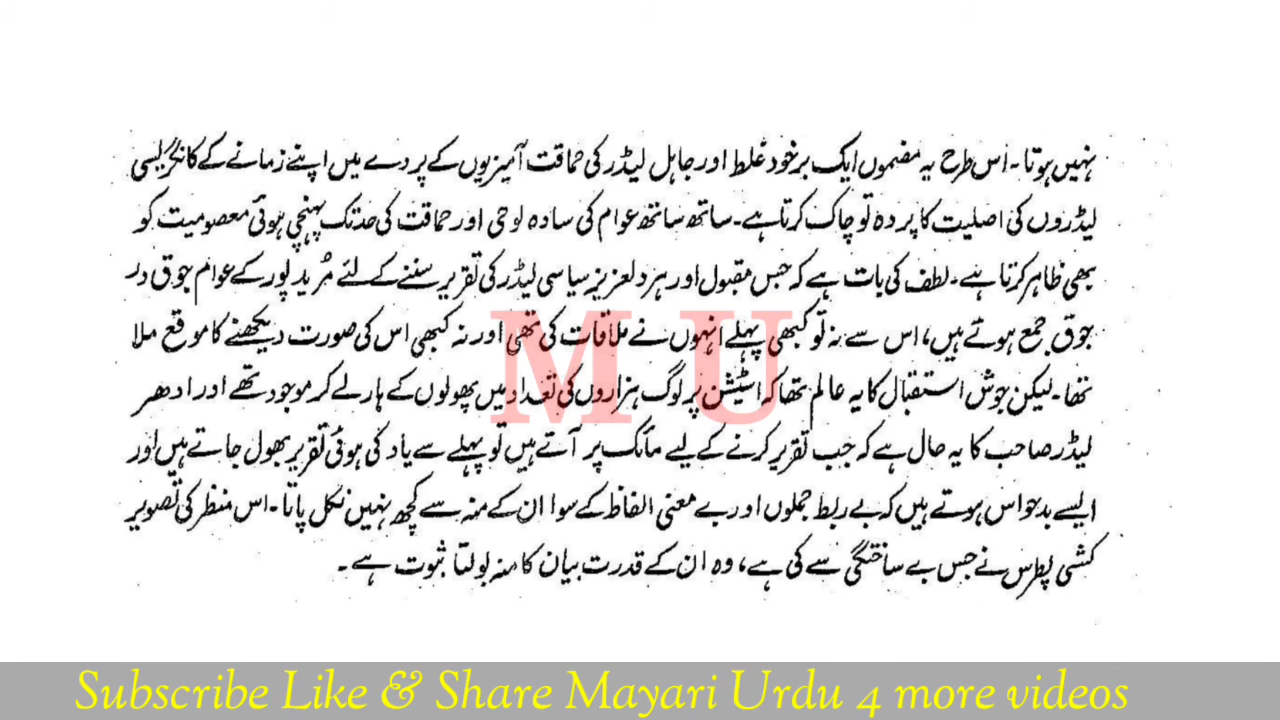 نہیں ہوتا۔ اس طرح یہ مضموں ایک برخود غلط اور جاہل لیڈر کی حماقت آمیزیوں کے پردے میں اپنے زمانے کے کانگریسی
لیڈروں کی اصلیت کا پردہ تو چاک کرتا ہے۔ ساتھ ساتھ عوام کی سادہ لوحی اور حماقت کی حد تک پہنچی ہوئی معصومیت کو
بھی ظاہر کرتا ہے۔ لطف کی بات ہے کہ جس مقبول اور ہر دلعزیز سیاسی لیڈر کی تقریر سننے کے لئے مُرید پور کے عوام جوق در
جوق جمع ہوتے ہیں، اس سے نہ تو کبھی پہلے انہوں نے ملاقات کی تھی اور نہ کبھی اس کی صورت دیکھنے کا موقع ملا
تھا۔ لیکن جوش استقبال کا یہ عالم تھا کہ اسٹیشن پر لوگ ہزاروں کی تعداد میں پھولوں کے ہار لے کر موجود تھے اور ادھر
لیڈر صاحب کا یہ حال ہے کہ جب تقریر کرنے کے لیے مائک پر آتے ہیں تو پہلے سے یاد کی ہوئی تقریر بھول جاتے ہیں اور
ایسے بدحواس ہوتے ہیں کہ بے ربط جملوں اور بے معنی الفاظ کے سوا ان کے منہ سے کچھ نہیں نکل پاتا۔ اس منظر کی تصویر
کشی پطرس نے جس بے ساختگی سے کی ہے، وہ ان کے قدرت بیان کا منہ بولتا ثبوت ہے۔
M U
Subscribe Like & Share Mayari Urdu 4 more videos